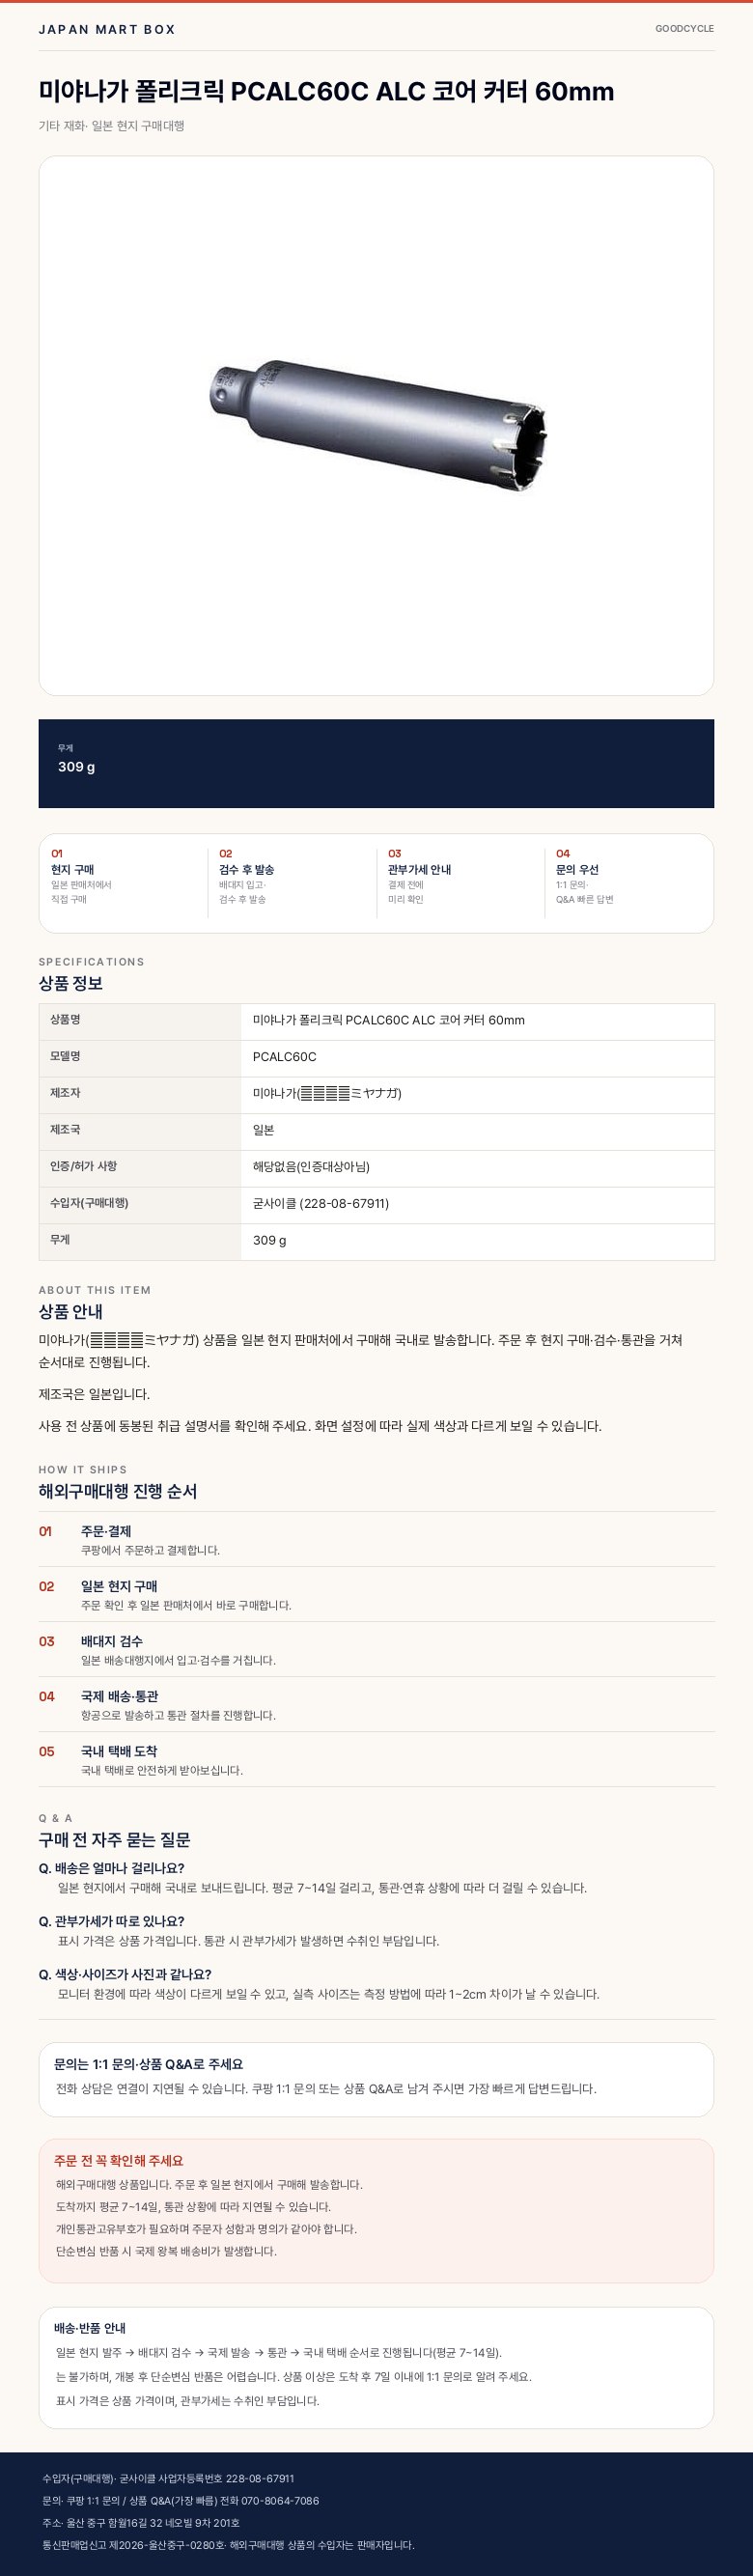 JAPAN MART BOX
GOODCYCLE
미야나가 폴리크릭 PCALC60C ALC 코어 커터 60mm
기타 재화· 일본 현지 구매대행
무게
309 g
01
현지 구매
일본 판매처에서
직접 구매
02
검수 후 발송
배대지 입고·
검수 후 발송
03
관부가세 안내
결제 전에
미리 확인
04
문의 우선
1:1 문의·
Q&A 빠른 답변
SPECIFICATIONS
상품 정보
상품명
미야나가 폴리크릭 PCALC60C ALC 코어 커터 60mm
모델명
PCALC60C
제조자
미야나가(ミヤナガ)
제조국
일본
인증/허가 사항
해당없음(인증대상아님)
수입자(구매대행)
굳사이클 (228-08-67911)
무게
309 g
ABOUT THIS ITEM
상품 안내
미야나가(ミヤナガ) 상품을 일본 현지 판매처에서 구매해 국내로 발송합니다. 주문 후 현지 구매·검수·통관을 거쳐
순서대로 진행됩니다.
제조국은 일본입니다.
사용 전 상품에 동봉된 취급 설명서를 확인해 주세요. 화면 설정에 따라 실제 색상과 다르게 보일 수 있습니다.
HOW IT SHIPS
해외구매대행 진행 순서
01
주문·결제
쿠팡에서 주문하고 결제합니다.
02
일본 현지 구매
주문 확인 후 일본 판매처에서 바로 구매합니다.
03
배대지 검수
일본 배송대행지에서 입고·검수를 거칩니다.
04
국제 배송·통관
항공으로 발송하고 통관 절차를 진행합니다.
05
국내 택배 도착
국내 택배로 안전하게 받아보십니다.
Q & A
구매 전 자주 묻는 질문
Q. 배송은 얼마나 걸리나요?
일본 현지에서 구매해 국내로 보내드립니다. 평균 7~14일 걸리고, 통관·연휴 상황에 따라 더 걸릴 수 있습니다.
Q. 관부가세가 따로 있나요?
표시 가격은 상품 가격입니다. 통관 시 관부가세가 발생하면 수취인 부담입니다.
Q. 색상·사이즈가 사진과 같나요?
모니터 환경에 따라 색상이 다르게 보일 수 있고, 실측 사이즈는 측정 방법에 따라 1~2cm 차이가 날 수 있습니다.
문의는 1:1 문의·상품 Q&A로 주세요
전화 상담은 연결이 지연될 수 있습니다. 쿠팡 1:1 문의 또는 상품 Q&A로 남겨 주시면 가장 빠르게 답변드립니다.
주문 전 꼭 확인해 주세요
해외구매대행 상품입니다. 주문 후 일본 현지에서 구매해 발송합니다.
도착까지 평균 7~14일, 통관 상황에 따라 지연될 수 있습니다.
개인통관고유부호가 필요하며 주문자 성함과 명의가 같아야 합니다.
단순변심 반품 시 국제 왕복 배송비가 발생합니다.
배송·반품 안내
일본 현지 발주 → 배대지 검수 → 국제 발송 → 통관 → 국내 택배 순서로 진행됩니다(평균 7~14일).
는 불가하며, 개봉 후 단순변심 반품은 어렵습니다. 상품 이상은 도착 후 7일 이내에 1:1 문의로 알려 주세요.
표시 가격은 상품 가격이며, 관부가세는 수취인 부담입니다.
수입자(구매대행)· 굳사이클 사업자등록번호 228-08-67911
문의· 쿠팡 1:1 문의 / 상품 Q&A(가장 빠름) 전화 070-8064-7086
주소· 울산 중구 함월16길 32 네오빌 9차 201호
통신판매업신고 제2026-울산중구-0280호· 해외구매대행 상품의 수입자는 판매자입니다.